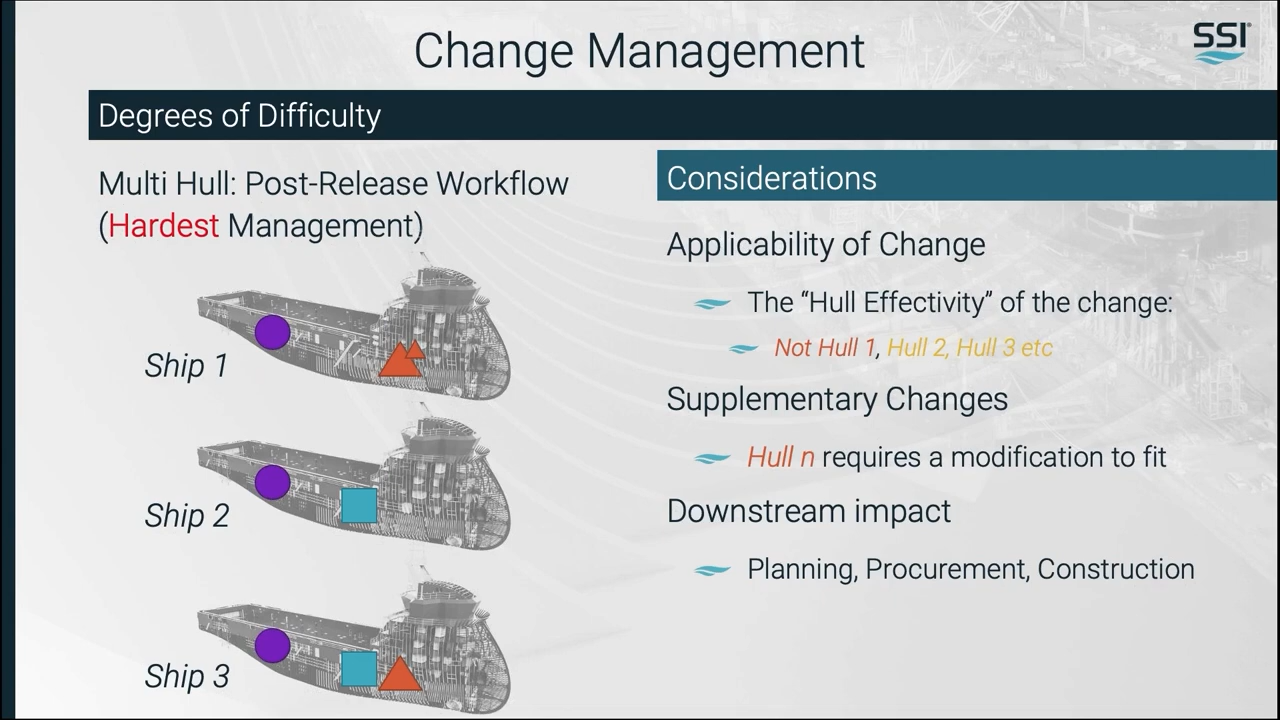 Change Management
SSI
Degrees of Difficulty
Multi Hull: Post-Release Workflow
(Hardest Management)
Ship 1
Ship 2
Ship 3
Considerations
Applicability of Change
The “Hull Effectivity” of the change:
Not Hull 1, Hull 2, Hull 3 etc
Supplementary Changes
Hull n requires a modification to fit
Downstream impact
Planning, Procurement, Construction